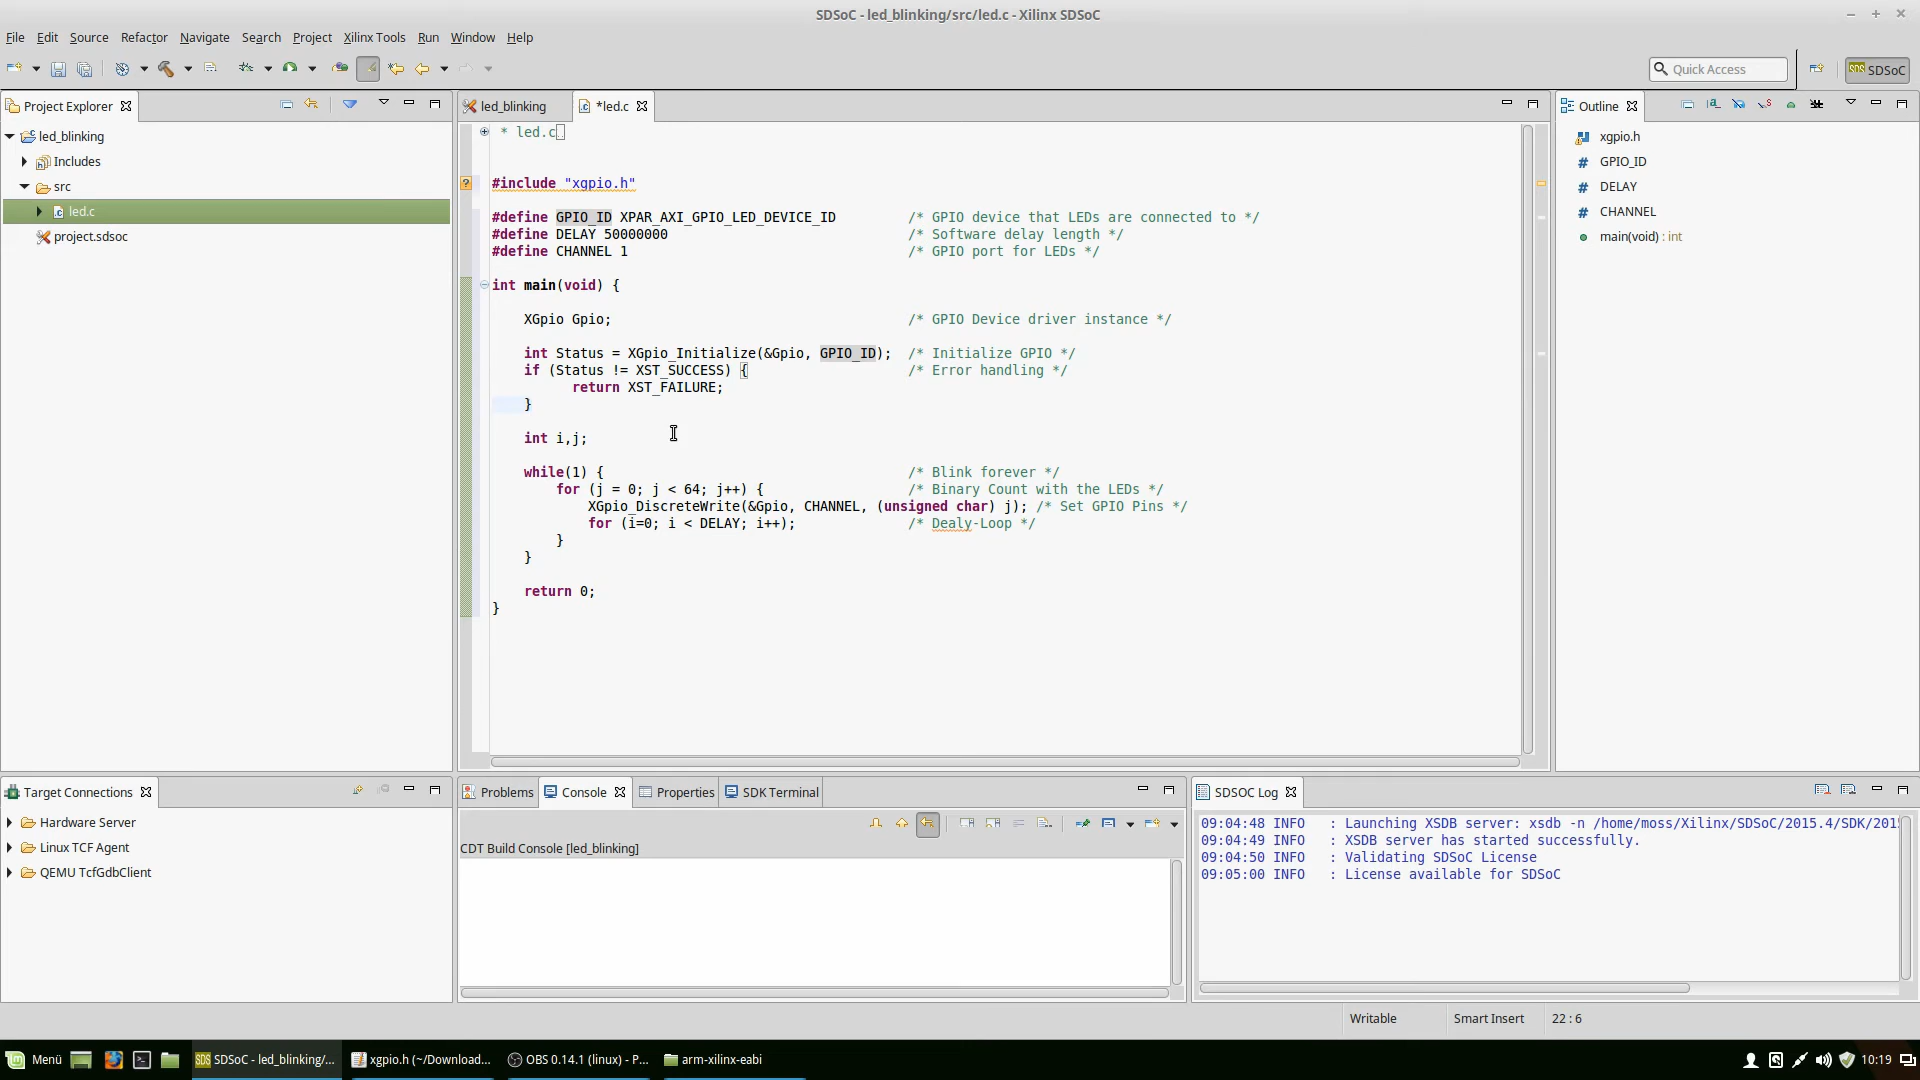 SDSoC - led_blinking/src/led.c - Xilinx SDSoC
File Edit Source Refactor Navigate Search Project Xilinx Tools Run Window Help
Quick Access
SDSoC
Project Explorer
led_blinking
Includes
src
led.c
project.sdsoc
led_blinking
*led.c
* led.c
#include "xgpio.h"
#define GPIO_ID XPAR_AXI_GPIO_LED_DEVICE_ID /* GPIO device that LEDs are connected to */
#define DELAY 50000000 /* Software delay length */
#define CHANNEL 1 /* GPIO port for LEDs */
int main(void) {
XGpio Gpio; /* GPIO Device driver instance */
int Status = XGpio_Initialize(&Gpio, GPIO_ID); /* Initialize GPIO */
if (Status != XST_SUCCESS) { /* Error handling */
return XST_FAILURE;
}
int i,j;
while(1) { /* Blink forever */
for (j = 0; j < 64; j++) { /* Binary Count with the LEDs */
XGpio_DiscreteWrite(&Gpio, CHANNEL, (unsigned char) j); /* Set GPIO Pins */
for (i=0; i < DELAY; i++); /* Dealy-Loop */
}
}
return 0;
}
Outline
xgpio.h
GPIO_ID
DELAY
CHANNEL
main(void) : int
Target Connections
Hardware Server
Linux TCF Agent
QEMU TcfGdbClient
Problems
Console
Properties
SDK Terminal
CDT Build Console [led_blinking]
SDSOC Log
09:04:48 INFO : Launching XSDB server: xsdb -n /home/moss/Xilinx/SDSoC/2015.4/SDK/201
09:04:49 INFO : XSDB server has started successfully.
09:04:50 INFO : Validating SDSoC License
09:05:00 INFO : License available for SDSoC
Writable
Smart Insert
22 : 6
Menü
SDS
SDSoC - led_blinking/...
xgpio.h (~/Download...
OBS 0.14.1 (linux) - P...
arm-xilinx-eabi
10:19